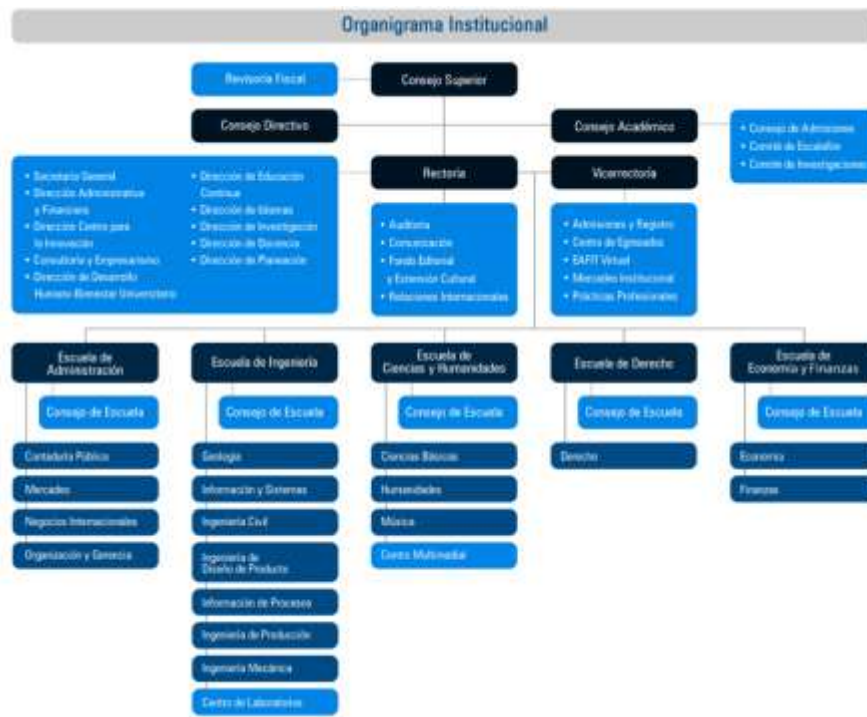 Organigrama Institucional
Revisoría Fiscal
Consejo Superior
Consejo Directivo
Consejo Académico
• Consejo de Admisiones
• Comité de Escalafón
• Comité de Investigaciones
• Secretaría General
• Dirección Administrativa
y Financiera
• Dirección Centro para
la Innovación
• Consultoría y Empresarismo
• Dirección de Desarrollo
Humano-Bienestar Universitario
• Dirección de Educación
Continua
• Dirección de Idiomas
• Dirección de Investigación
• Dirección de Docencia
• Dirección de Planeación
Rectoría
Vicerrectoría
• Auditoría
• Comunicación
• Fondo Editorial
y Extensión Cultural
• Relaciones Internacionales
• Admisiones y Registro
• Centro de Egresados
• EAFIT Virtual
• Mercadeo Institucional
• Prácticas Profesionales
Escuela de
Administración
Escuela de Ingeniería
Escuela de
Ciencias y Humanidades
Escuela de Derecho
Escuela de
Economía y Finanzas
Consejo de Escuela
Consejo de Escuela
Consejo de Escuela
Consejo de Escuela
Consejo de Escuela
Contaduría Pública
Mercadeo
Negocios Internacionales
Organización y Gerencia
Geología
Información y Sistemas
Ingeniería Civil
Ingeniería de
Diseño de Producto
Información de Procesos
Ingeniería de Producción
Ingeniería Mecánica
Centro de Laboratorios
Ciencias Básicas
Humanidades
Música
Centro Multimedial
Derecho
Economía
Finanzas